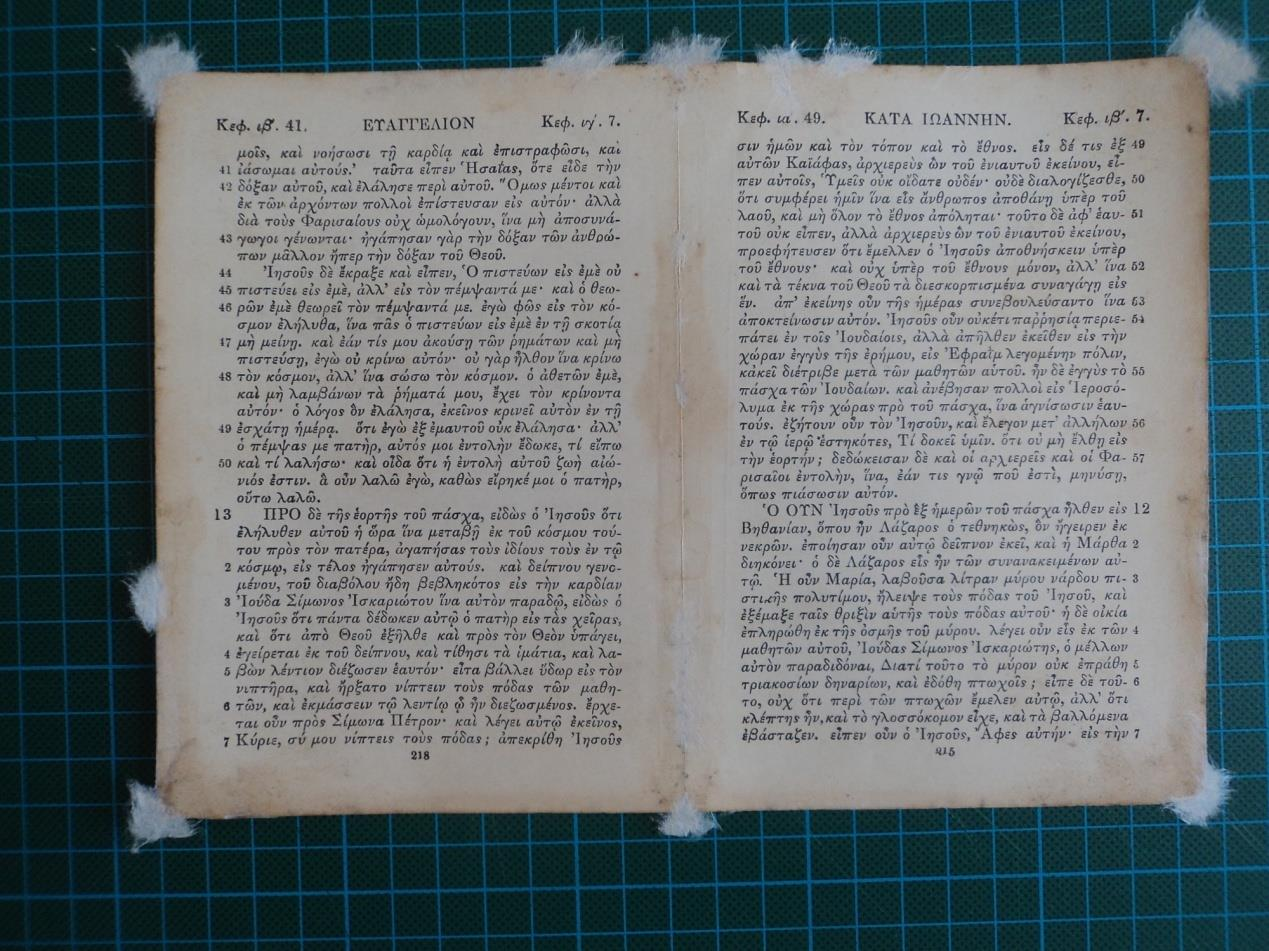 Κεφ. ιβʹ. 41. ΕΥΑΓΓΕΛΙΟΝ Κεφ. ιγʹ. 7.
μοῖς, καὶ νοήσωσι τῇ καρδίᾳ καὶ ἐπιστραφῶσι, καὶ
41 ἰάσωμαι αὐτούς.’ ταῦτα εἶπεν Ἡσαΐας, ὅτε εἶδε τὴν
42 δόξαν αὐτοῦ, καὶ ἐλάλησε περὶ αὐτοῦ. Ὅμως μέντοι καὶ
ἐκ τῶν ἀρχόντων πολλοὶ ἐπίστευσαν εἰς αὐτόν· ἀλλὰ
διὰ τοὺς Φαρισαίους οὐχ ὡμολόγουν, ἵνα μὴ ἀποσυνά-
43 γωγοι γένωνται· ἠγάπησαν γὰρ τὴν δόξαν τῶν ἀνθρώ-
πων μᾶλλον ἤπερ τὴν δόξαν τοῦ Θεοῦ.
44 Ἰησοῦς δὲ ἔκραξε καὶ εἶπεν, Ὁ πιστεύων εἰς ἐμὲ οὐ
45 πιστεύει εἰς ἐμέ, ἀλλ’ εἰς τὸν πέμψαντά με· καὶ ὁ θεω-
46 ρῶν ἐμὲ θεωρεῖ τὸν πέμψαντά με. ἐγὼ φῶς εἰς τὸν κό-
σμον ἐλήλυθα, ἵνα πᾶς ὁ πιστεύων εἰς ἐμὲ ἐν τῇ σκοτίᾳ
47 μὴ μείνῃ. καὶ ἐάν τίς μου ἀκούσῃ τῶν ῥημάτων καὶ μὴ
πιστεύσῃ, ἐγὼ οὐ κρίνω αὐτόν· οὐ γὰρ ἦλθον ἵνα κρίνω
48 τὸν κόσμον, ἀλλ’ ἵνα σώσω τὸν κόσμον. ὁ ἀθετῶν ἐμὲ,
καὶ μὴ λαμβάνων τὰ ῥήματά μου, ἔχει τὸν κρίνοντα
αὐτόν· ὁ λόγος ὃν ἐλάλησα, ἐκεῖνος κρινεῖ αὐτὸν ἐν τῇ
49 ἐσχάτῃ ἡμέρᾳ. ὅτι ἐγὼ ἐξ ἐμαυτοῦ οὐκ ἐλάλησα· ἀλλ’
ὁ πέμψας με πατὴρ, αὐτός μοι ἐντολὴν ἔδωκε, τί εἴπω
50 καὶ τί λαλήσω· καὶ οἶδα ὅτι ἡ ἐντολὴ αὐτοῦ ζωὴ αἰώ-
νιός ἐστιν. ἃ οὖν λαλῶ ἐγὼ, καθὼς εἴρηκέ μοι ὁ πατὴρ,
οὕτω λαλῶ.
13 ΠΡΟ δὲ τῆς ἑορτῆς τοῦ πάσχα, εἰδὼς ὁ Ἰησοῦς ὅτι
ἐλήλυθεν αὐτοῦ ἡ ὥρα ἵνα μεταβῇ ἐκ τοῦ κόσμου τού-
του πρὸς τὸν πατέρα, ἀγαπήσας τοὺς ἰδίους τοὺς ἐν τῷ
2 κόσμῳ, εἰς τέλος ἠγάπησεν αὐτούς. καὶ δείπνου γενο-
μένου, τοῦ διαβόλου ἤδη βεβληκότος εἰς τὴν καρδίαν
3 Ἰούδα Σίμωνος Ἰσκαριώτου ἵνα αὐτὸν παραδῷ, εἰδὼς ὁ
Ἰησοῦς ὅτι πάντα δέδωκεν αὐτῷ ὁ πατὴρ εἰς τὰς χεῖρας,
καὶ ὅτι ἀπὸ Θεοῦ ἐξῆλθε καὶ πρὸς τὸν Θεὸν ὑπάγει,
4 ἐγείρεται ἐκ τοῦ δείπνου, καὶ τίθησι τὰ ἱμάτια, καὶ λα-
5 βὼν λέντιον διέζωσεν ἑαυτόν· εἶτα βάλλει ὕδωρ εἰς τὸν
νιπτῆρα, καὶ ἤρξατο νίπτειν τοὺς πόδας τῶν μαθη-
6 τῶν, καὶ ἐκμάσσειν τῷ λεντίῳ ᾧ ἦν διεζωσμένος. ἔρχε-
ται οὖν πρὸς Σίμωνα Πέτρον· καὶ λέγει αὐτῷ ἐκεῖνος,
7 Κύριε, σύ μου νίπτεις τοὺς πόδας; ἀπεκρίθη Ἰησοῦς
218
Κεφ. ια΄. 49. ΚΑΤΑ ΙΩΑΝΝΗΝ. Κεφ. ιβʹ. 7.
σιν ἡμῶν καὶ τὸν τόπον καὶ τὸ ἔθνος. εἷς δέ τις ἐξ 49
αὐτῶν Καϊάφας, ἀρχιερεὺς ὢν τοῦ ἐνιαυτοῦ ἐκείνου, εἶ-
πεν αὐτοῖς, Ὑμεῖς οὐκ οἴδατε οὐδέν· οὐδὲ διαλογίζεσθε, 50
ὅτι συμφέρει ἡμῖν ἵνα εἷς ἄνθρωπος ἀποθάνῃ ὑπὲρ τοῦ
λαοῦ, καὶ μὴ ὅλον τὸ ἔθνος ἀπόληται· τοῦτο δὲ ἀφ’ ἑαυ- 51
τοῦ οὐκ εἶπεν, ἀλλὰ ἀρχιερεὺς ὢν τοῦ ἐνιαυτοῦ ἐκείνου,
προεφήτευσεν ὅτι ἔμελλεν ὁ Ἰησοῦς ἀποθνήσκειν ὑπὲρ
τοῦ ἔθνους· καὶ οὐχ ὑπὲρ τοῦ ἔθνους μόνον, ἀλλ’ ἵνα 52
καὶ τὰ τέκνα τοῦ Θεοῦ τὰ διεσκορπισμένα συναγάγῃ εἰς
ἕν. ἀπ’ ἐκείνης οὖν τῆς ἡμέρας συνεβουλεύσαντο ἵνα 53
ἀποκτείνωσιν αὐτόν. Ἰησοῦς οὖν οὐκέτι παῤῥησίᾳ περιε- 54
πάτει ἐν τοῖς Ἰουδαίοις, ἀλλὰ ἀπῆλθεν ἐκεῖθεν εἰς τὴν
χώραν ἐγγὺς τῆς ἐρήμου, εἰς Ἐφραῒμ λεγομένην πόλιν,
κἀκεῖ διέτριβε μετὰ τῶν μαθητῶν αὐτοῦ. ἦν δὲ ἐγγὺς τὸ 55
πάσχα τῶν Ἰουδαίων. καὶ ἀνέβησαν πολλοὶ εἰς Ἱεροσό-
λυμα ἐκ τῆς χώρας πρὸ τοῦ πάσχα, ἵνα ἁγνίσωσιν ἑαυ-
τούς. ἐζήτουν οὖν τὸν Ἰησοῦν, καὶ ἔλεγον μετ’ ἀλλήλων 56
ἐν τῷ ἱερῷ ἑστηκότες, Τί δοκεῖ ὑμῖν. ὅτι οὐ μὴ ἔλθῃ εἰς
τὴν ἑορτήν; δεδώκεισαν δὲ καὶ οἱ ἀρχιερεῖς καὶ οἱ Φα- 57
ρισαῖοι ἐντολὴν, ἵνα, ἐάν τις γνῷ ποῦ ἐστὶ, μηνύσῃ,
ὅπως πιάσωσιν αὐτόν.
Ὁ ΟΥΝ Ἰησοῦς πρὸ ἓξ ἡμερῶν τοῦ πάσχα ἦλθεν εἰς 12
Βηθανίαν, ὅπου ἦν Λάζαρος ὁ τεθνηκὼς, ὃν ἤγειρεν ἐκ
νεκρῶν. ἐποίησαν οὖν αὐτῷ δεῖπνον ἐκεῖ, καὶ ἡ Μάρθα 2
διηκόνει· ὁ δὲ Λάζαρος εἷς ἦν τῶν συνανακειμένων αὐ-
τῷ. Ἡ οὖν Μαρία, λαβοῦσα λίτραν μύρου νάρδου πι- 3
στικῆς πολυτίμου, ἤλειψε τοὺς πόδας τοῦ Ἰησοῦ, καὶ
ἐξέμαξε ταῖς θριξὶν αὑτῆς τοὺς πόδας αὐτοῦ· ἡ δὲ οἰκία
ἐπληρώθη ἐκ τῆς ὀσμῆς τοῦ μύρου. λέγει οὖν εἷς ἐκ τῶν 4
μαθητῶν αὐτοῦ, Ἰούδας Σίμωνος Ἰσκαριώτης, ὁ μέλλων
αὐτὸν παραδιδόναι, Διατί τοῦτο τὸ μύρον οὐκ ἐπράθη 5
τριακοσίων δηναρίων, καὶ ἐδόθη πτωχοῖς; εἶπε δὲ τοῦ- 6
το, οὐχ ὅτι περὶ τῶν πτωχῶν ἔμελεν αὐτῷ, ἀλλ’ ὅτι
κλέπτης ἦν, καὶ τὸ γλοσσόκομον εἶχε, καὶ τὰ βαλλόμενα
ἐβάσταζεν. εἶπεν οὖν ὁ Ἰησοῦς, Ἄφες αὐτήν· εἰς τὴν 7
215